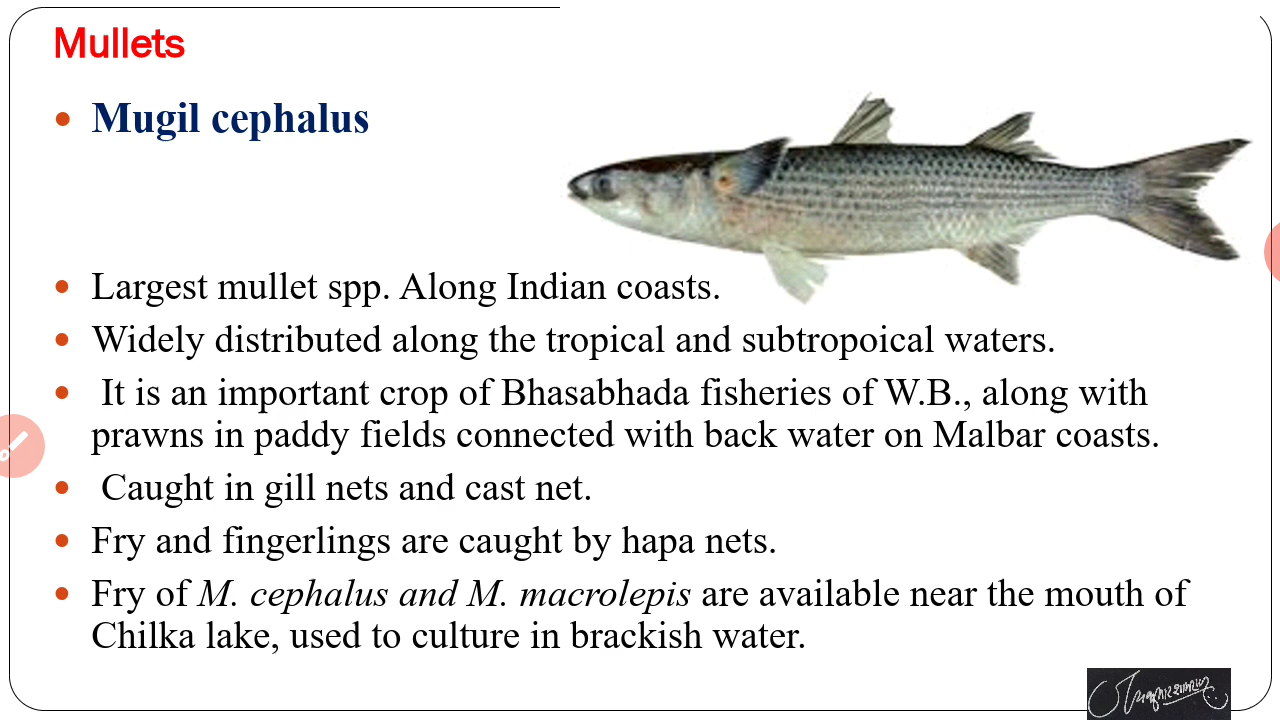 Mullets
Mugil cephalus
Largest mullet spp. Along Indian coasts.
Widely distributed along the tropical and subtropoical waters.
It is an important crop of Bhasabhada fisheries of W.B., along with
prawns in paddy fields connected with back water on Malbar coasts.
Caught in gill nets and cast net.
Fry and fingerlings are caught by hapa nets.
Fry of M. cephalus and M. macrolepis are available near the mouth of
Chilka lake, used to culture in brackish water.